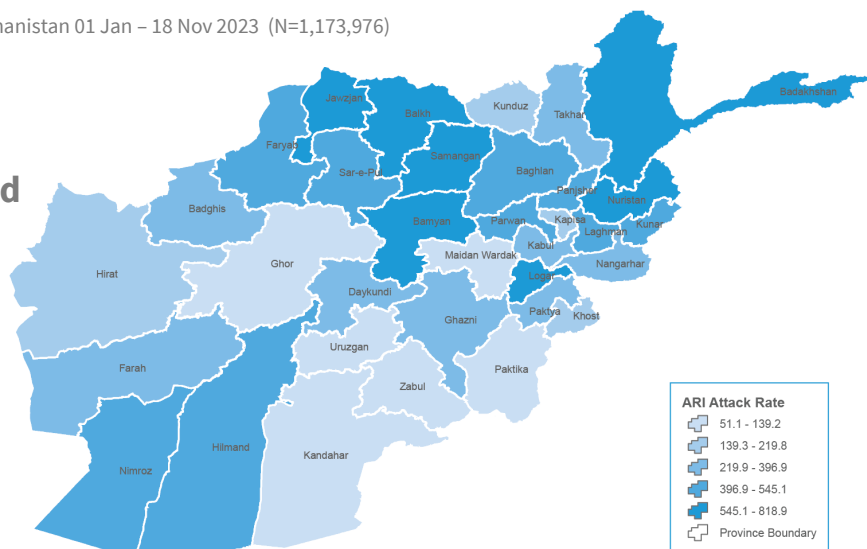 hanistan 01 Jan – 18 Nov 2023 (N=1,173,976)
d
Jawzjan
Balkh
Kunduz
Takhar
Badakhshan
Faryab
Sar-e-Pul
Samangan
Baghlan
Panjsher
Nuristan
Badghis
Bamyan
Parwan
Kapisa
Laghman
Kunar
Hirat
Ghor
Maidan Wardak
Kabul
Nangarhar
Logar
Daykundi
Ghazni
Paktya
Khost
Farah
Uruzgan
Zabul
Paktika
Nimroz
Hilmand
Kandahar
ARI Attack Rate
51.1 - 139.2
139.3 - 219.8
219.9 - 396.9
396.9 - 545.1
545.1 - 818.9
Province Boundary